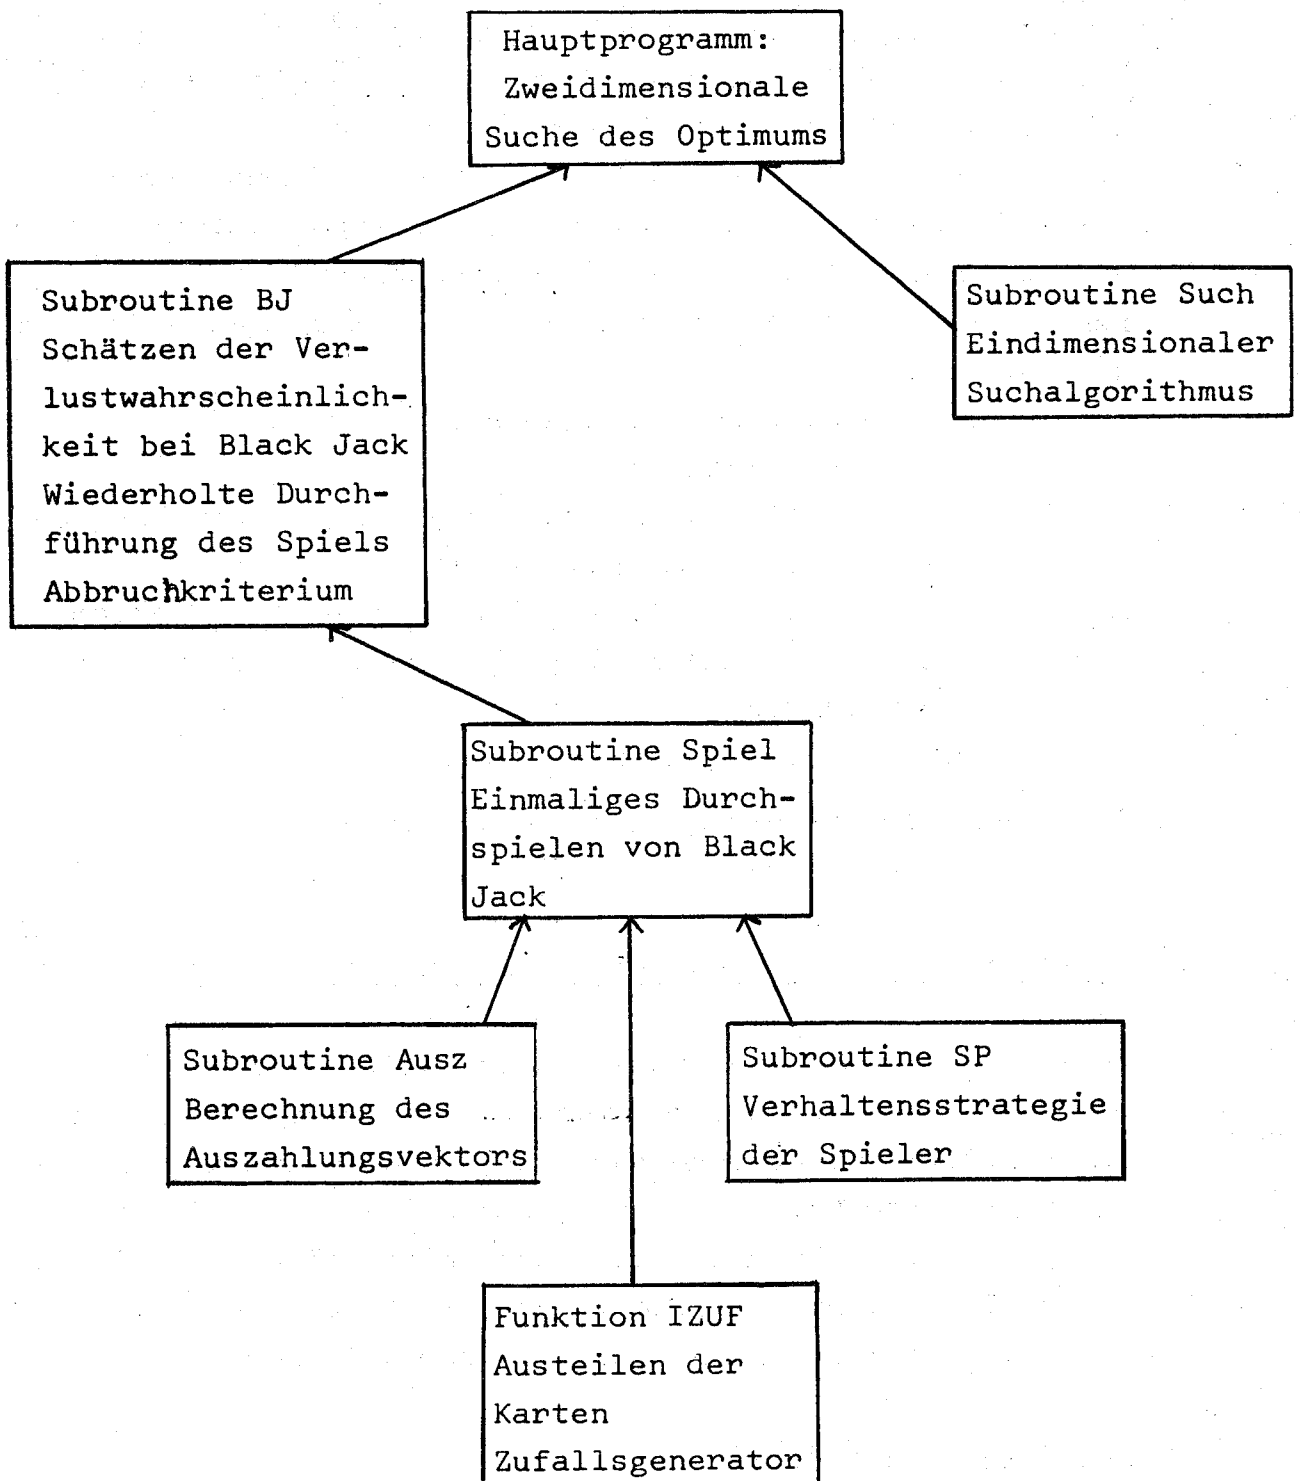 Hauptprogramm:
Zweidimensionale
Suche des Optimums
Subroutine BJ
Schätzen der Ver-
lustwahrscheinlich-
keit bei Black Jack
Wiederholte Durch-
führung des Spiels
Abbruchkriterium
Subroutine Such
Eindimensionaler
Suchalgorithmus
Subroutine Spiel
Einmaliges Durch-
spielen von Black
Jack
Subroutine Ausz
Berechnung des
Auszahlungsvektors
Subroutine SP
Verhaltensstrategie
der Spieler
Funktion IZUF
Austeilen der
Karten
Zufallsgenerator